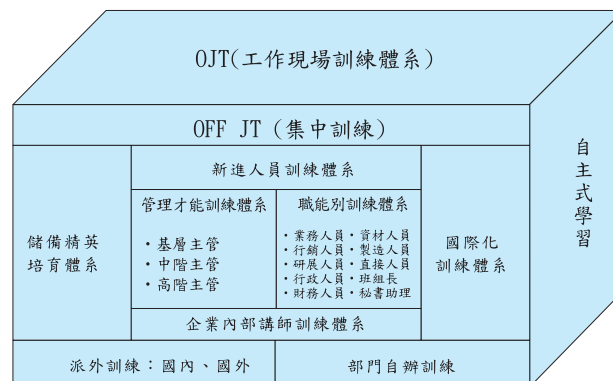 OJT(工作現場訓練體系)
OFF JT (集中訓練)
新進人員訓練體系
儲備精英
培育體系
管理才能訓練體系
・基層主管
・中階主管
・高階主管
職能別訓練體系
・業務人員・資材人員
・行銷人員・製造人員
・研展人員・直接人員
・行政人員・班組長
・財務人員・秘書助理
國際化
訓練體系
企業內部講師訓練體系
派外訓練：國內、國外
部門自辦訓練
自主式學習